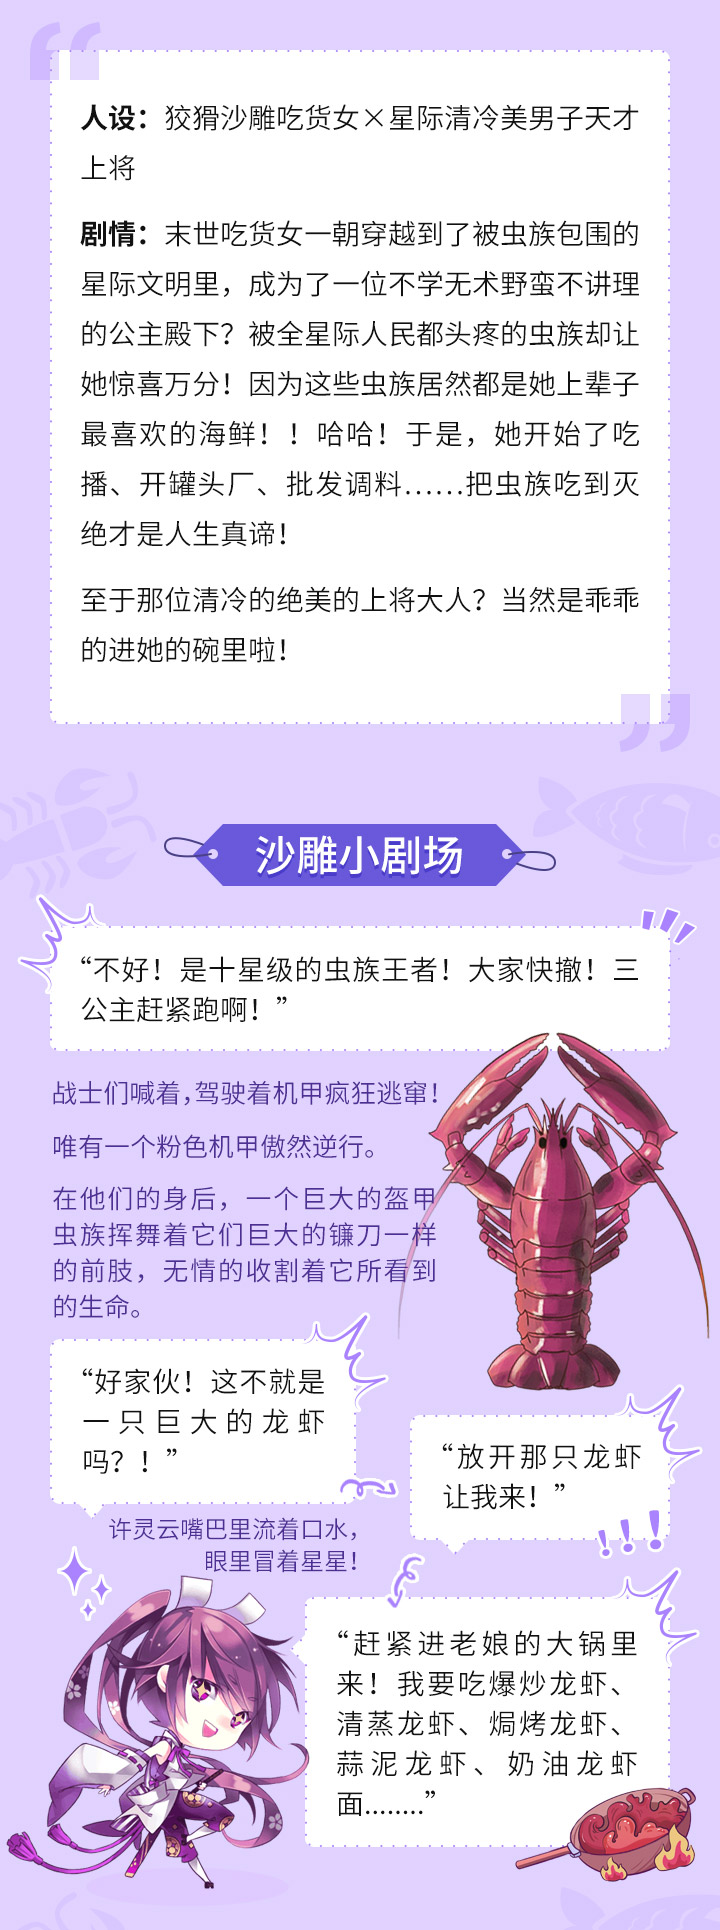 人设：狡猾沙雕吃货女×星际清冷美男子天才
上将
剧情：末世吃货女一朝穿越到了被虫族包围的
星际文明里，成为了一位不学无术野蛮不讲理
的公主殿下？被全星际人民都头疼的虫族却让
她惊喜万分！因为这些虫族居然都是她上辈子
最喜欢的海鲜！！哈哈！于是，她开始了吃
播、开罐头厂、批发调料......把虫族吃到灭
绝才是人生真谛！
至于那位清冷的绝美的上将大人？当然是乖乖
的进她的碗里啦！
沙雕小剧场
“不好！是十星级的虫族王者！大家快撤！三
公主赶紧跑啊！”
战士们喊着，驾驶着机甲疯狂逃窜！
唯有一个粉色机甲傲然逆行。
在他们的身后，一个巨大的盔甲
虫族挥舞着它们巨大的镰刀一样
的前肢，无情的收割着它所看到
的生命。
“好家伙！这不就是
一只巨大的龙虾
吗？！”
“放开那只龙虾
让我来！”
许灵云嘴巴里流着口水，
眼里冒着星星！
“赶紧进老娘的大锅里
来！我要吃爆炒龙虾、
清蒸龙虾、焗烤龙虾、
蒜泥龙虾、奶油龙虾
面........”